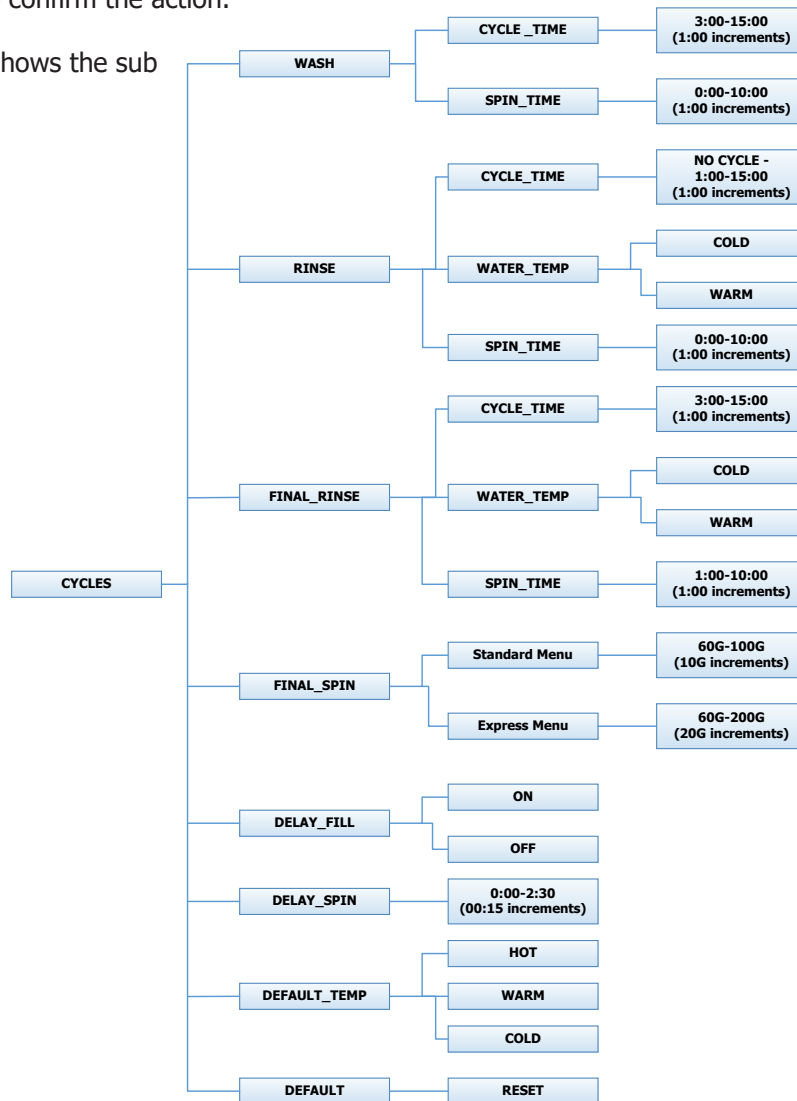 confirm the action.
hows the sub
CYCLES
WASH
CYCLE _TIME
3:00-15:00
(1:00 increments)
SPIN_TIME
0:00-10:00
(1:00 increments)
RINSE
CYCLE_TIME
NO CYCLE -
1:00-15:00
(1:00 increments)
WATER_TEMP
COLD
WARM
SPIN_TIME
0:00-10:00
(1:00 increments)
FINAL_RINSE
CYCLE_TIME
3:00-15:00
(1:00 increments)
WATER_TEMP
COLD
WARM
SPIN_TIME
1:00-10:00
(1:00 increments)
FINAL_SPIN
Standard Menu
60G-100G
(10G increments)
Express Menu
60G-200G
(20G increments)
DELAY_FILL
ON
OFF
DELAY_SPIN
0:00-2:30
(00:15 increments)
DEFAULT_TEMP
HOT
WARM
COLD
DEFAULT
RESET